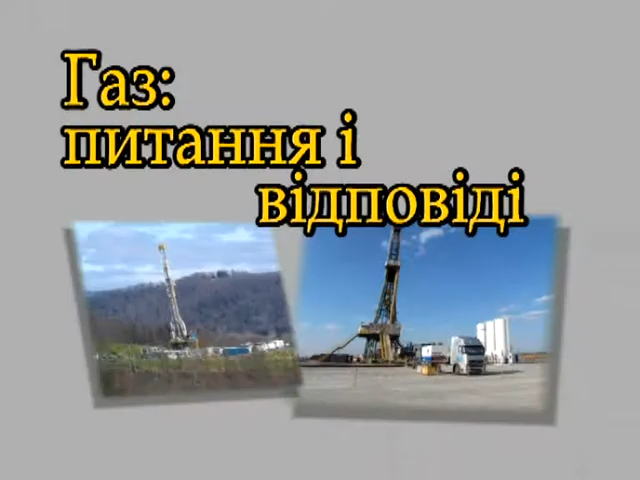 Газ:
питання і
відповіді